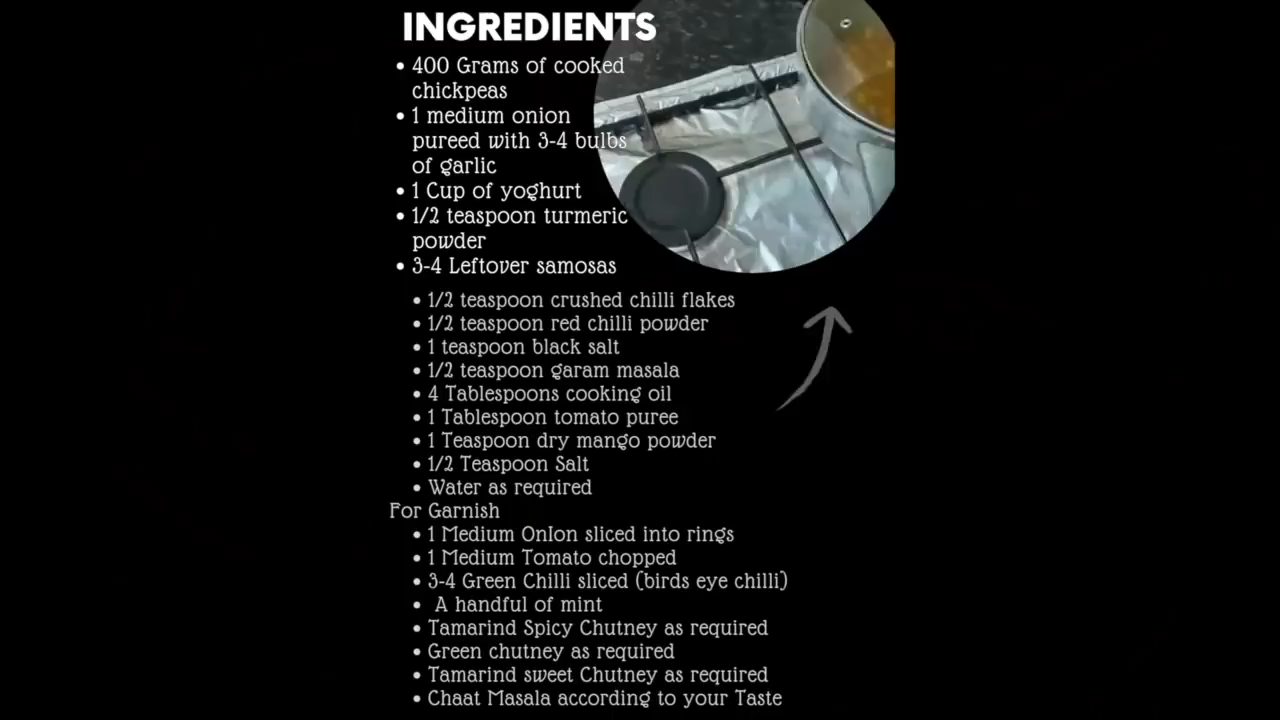 INGREDIENTS
• 400 Grams of cooked
chickpeas
• 1 medium onion
pureed with 3-4 bulbs
of garlic
• 1 Cup of yoghurt
• 1/2 teaspoon turmeric
powder
• 3-4 Leftover samosas
• 1/2 teaspoon crushed chilli flakes
• 1/2 teaspoon red chilli powder
• 1 teaspoon black salt
• 1/2 teaspoon garam masala
• 4 Tablespoons cooking oil
• 1 Tablespoon tomato puree
• 1 Teaspoon dry mango powder
• 1/2 Teaspoon Salt
• Water as required
For Garnish
• 1 Medium OnIon sliced into rings
• 1 Medium Tomato chopped
• 3-4 Green Chilli sliced (birds eye chilli)
• A handful of mint
• Tamarind Spicy Chutney as required
• Green chutney as required
• Tamarind sweet Chutney as required
• Chaat Masala according to your Taste